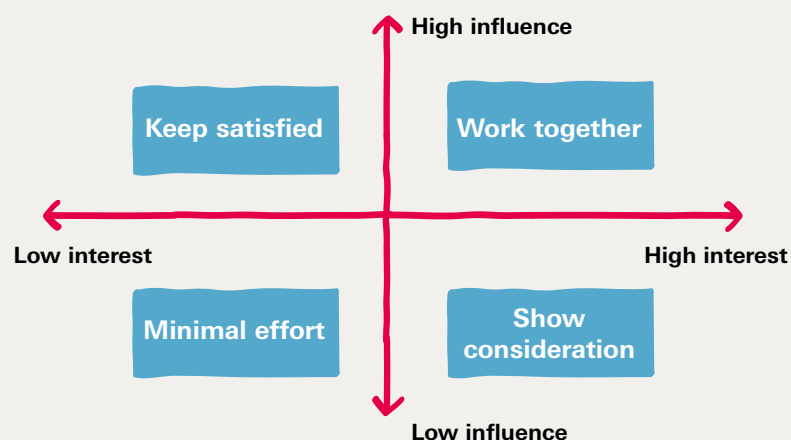 High influence
Keep satisfied
Work together
Low interest
High interest
Minimal effort
Show
consideration
Low influence